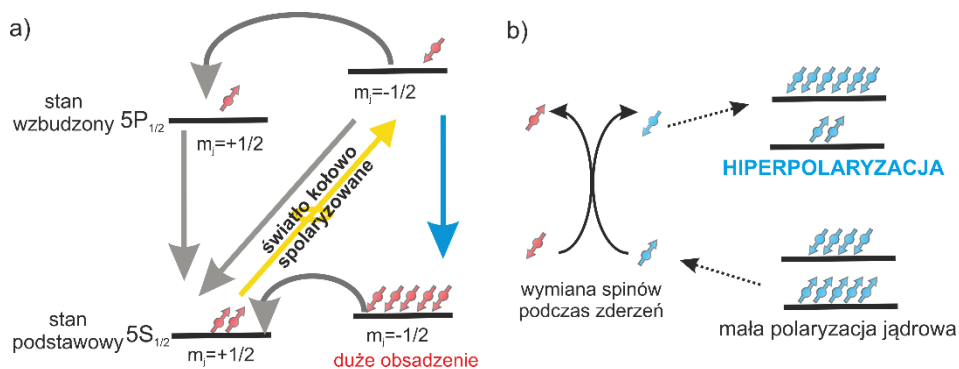 a)
stan
wzbudzony 5P1/2
mj=+1/2
mj=-1/2
światło kołowo
spolaryzowane
stan
podstawowy 5S1/2
mj=+1/2
mj=-1/2
duże obsadzenie
b)
HIPERPOLARYZACJA
wymiana spinów
podczas zderzeń
mała polaryzacja jądrowa